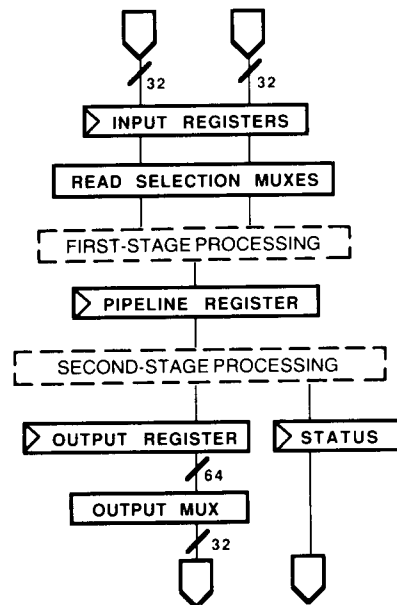 32 32
INPUT REGISTERS
READ SELECTION MUXES
FIRST-STAGE PROCESSING
PIPELINE REGISTER
SECOND-STAGE PROCESSING
OUTPUT REGISTER STATUS
64
OUTPUT MUX
32